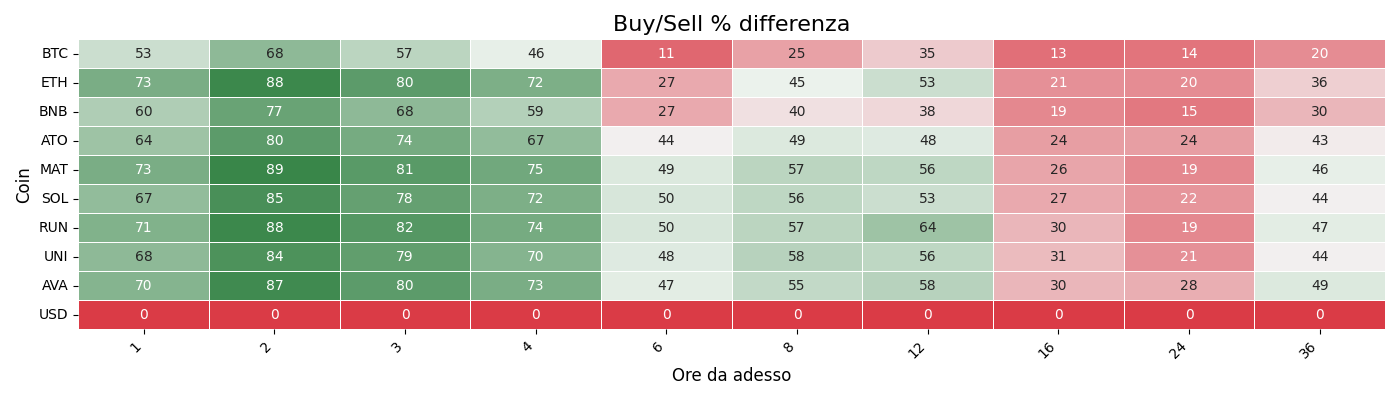 Buy/Sell % differenza
BTC 53 68 57 46 11 25 35 13 14 20
ETH 73 88 80 72 27 45 53 21 20 36
BNB 60 77 68 59 27 40 38 19 15 30
ATO 64 80 74 67 44 49 48 24 24 43
MAT 73 89 81 75 49 57 56 26 19 46
SOL 67 85 78 72 50 56 53 27 22 44
RUN 71 88 82 74 50 57 64 30 19 47
UNI 68 84 79 70 48 58 56 31 21 44
AVA 70 87 80 73 47 55 58 30 28 49
USD 0 0 0 0 0 0 0 0 0 0
Coin
1 2 3 4 6 8 12 16 24 36
Ore da adesso